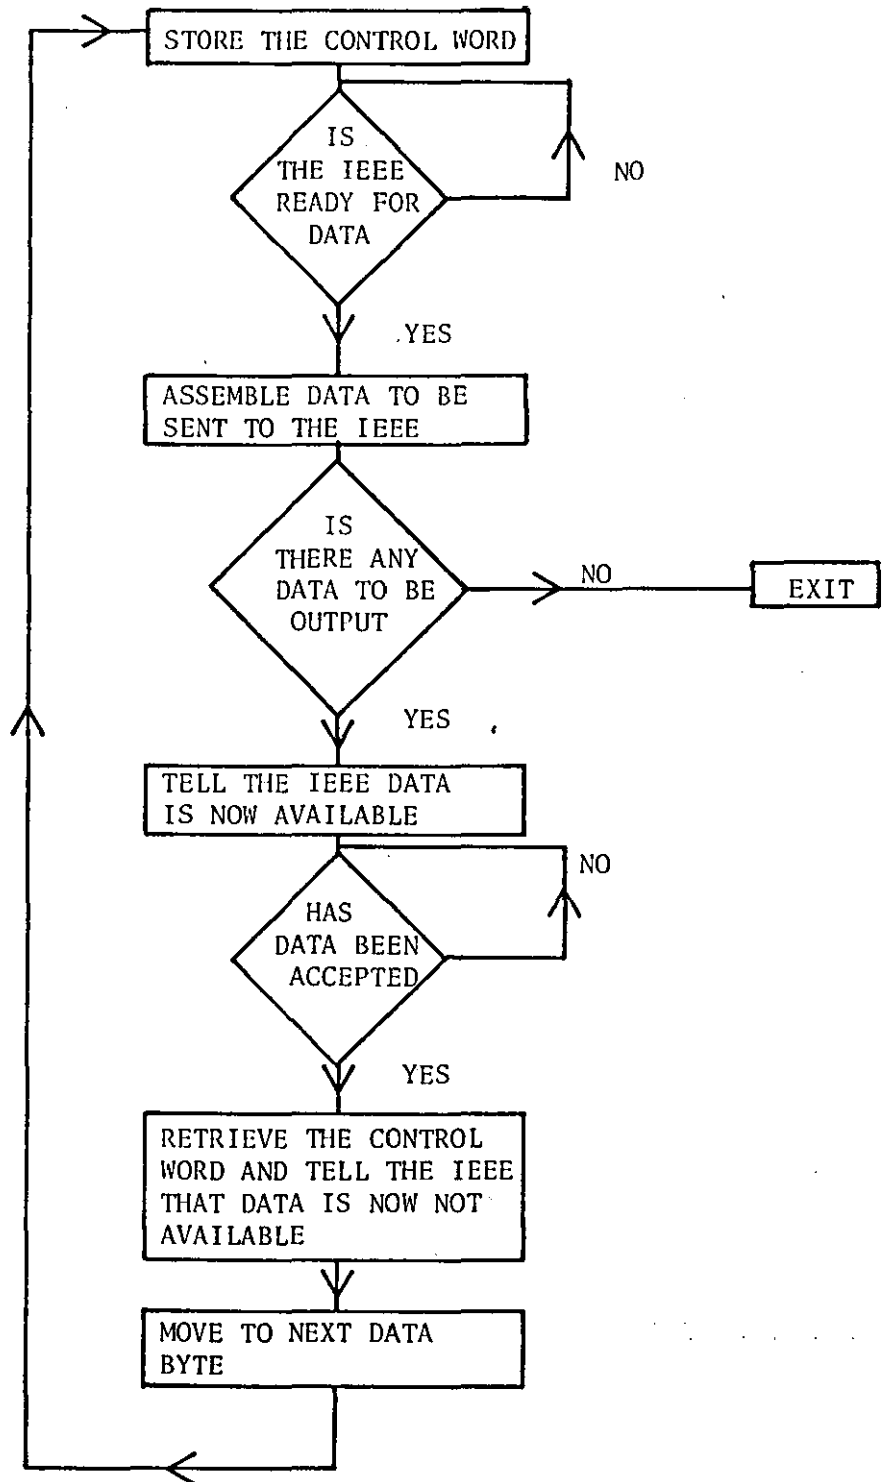 STORE THE CONTROL WORD
IS
THE IEEE
READY FOR
DATA
NO
YES
ASSEMBLE DATA TO BE
SENT TO THE IEEE
IS
THERE ANY
DATA TO BE
OUTPUT
NO
EXIT
YES
TELL THE IEEE DATA
IS NOW AVAILABLE
HAS
DATA BEEN
ACCEPTED
NO
YES
RETRIEVE THE CONTROL
WORD AND TELL THE IEEE
THAT DATA IS NOW NOT
AVAILABLE
MOVE TO NEXT DATA
BYTE